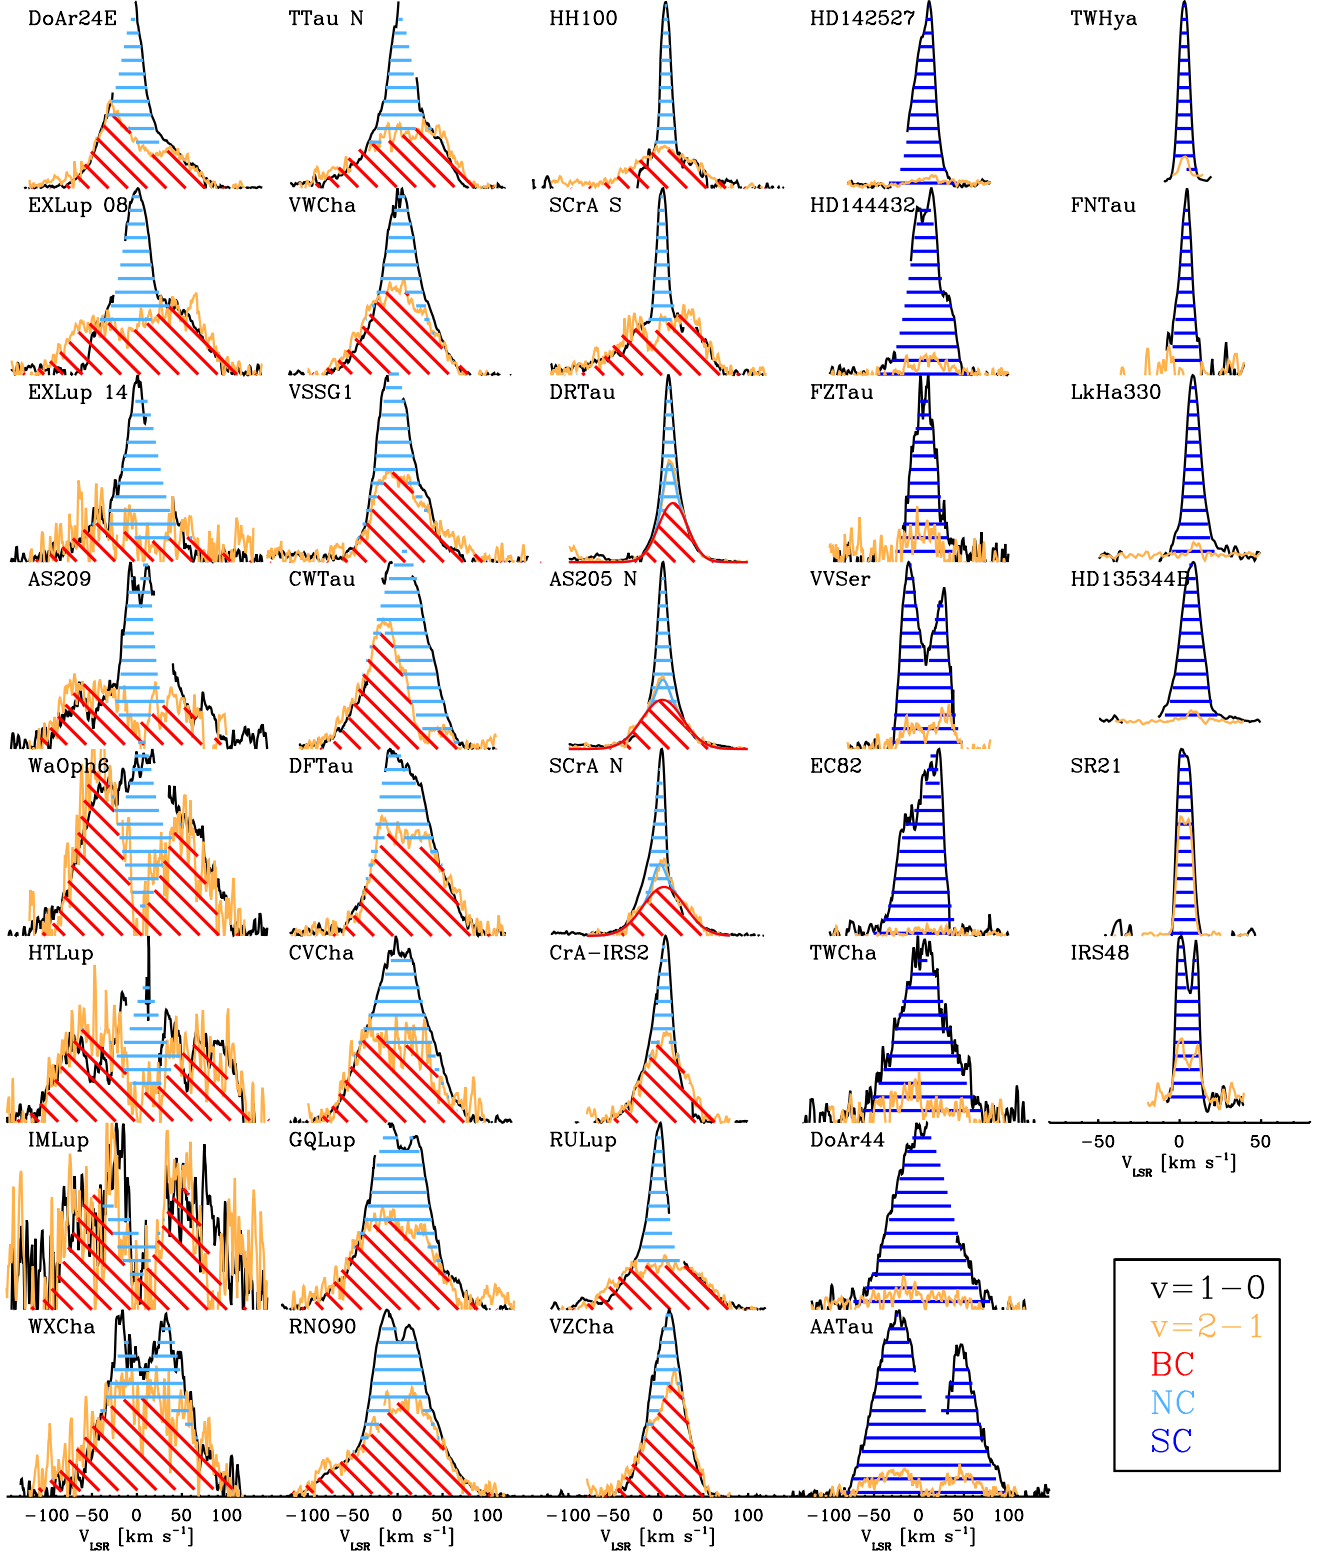 DoAr24E TTau N HH100 HD142527 TWHya
EXLup 08 VWCha SCrA S HD144432 FNTau
EXLup 14 VSSG1 DRTau FZTau LkHa330
AS209 CWTau AS205 N VVSer HD135344B
WaOph6 DFTau SCrA N EC82 SR21
HTLup CVCha CrA-IRS2 TWCha IRS48
-50 0 50
V_LSR [km s⁻¹]
IMLup GQLup RULup DoAr44
v=1-0
v=2-1
BC
NC
SC
WXCha RNO90 VZCha AATau
-100 -50 0 50 100 -100 -50 0 50 100 -100 -50 0 50 100 -100 -50 0 50 100
V_LSR [km s⁻¹] V_LSR [km s⁻¹] V_LSR [km s⁻¹] V_LSR [km s⁻¹]